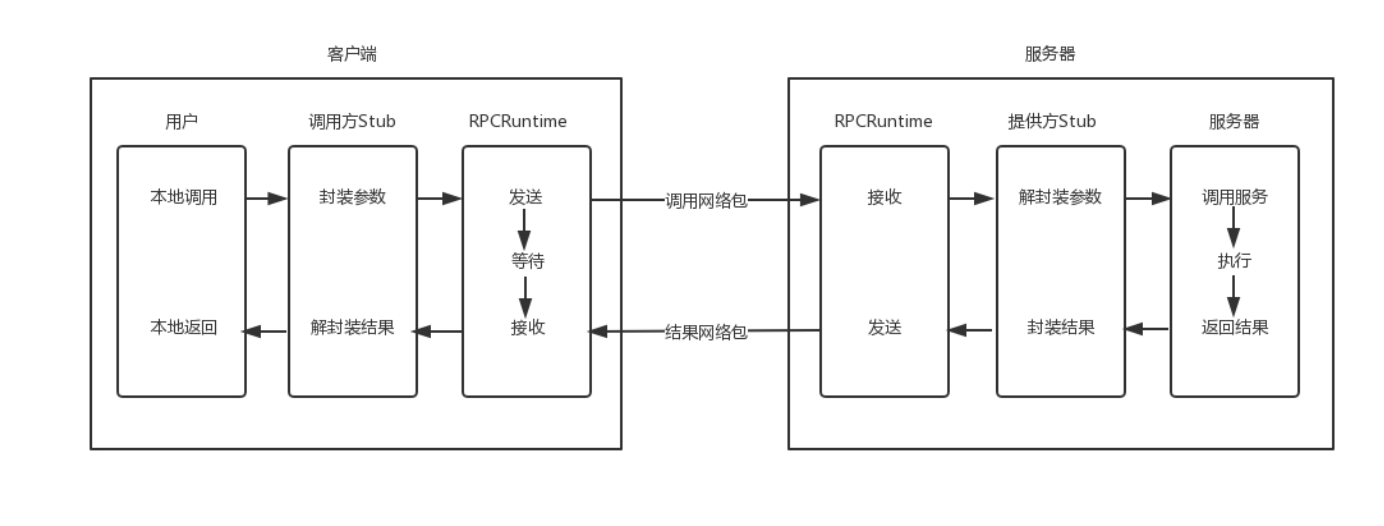 客户端
服务器
用户
调用方Stub
RPCRuntime
RPCRuntime
提供方Stub
服务器
本地调用
封装参数
发送
调用网络包
接收
解封装参数
调用服务
等待
执行
本地返回
解封装结果
接收
结果网络包
发送
封装结果
返回结果